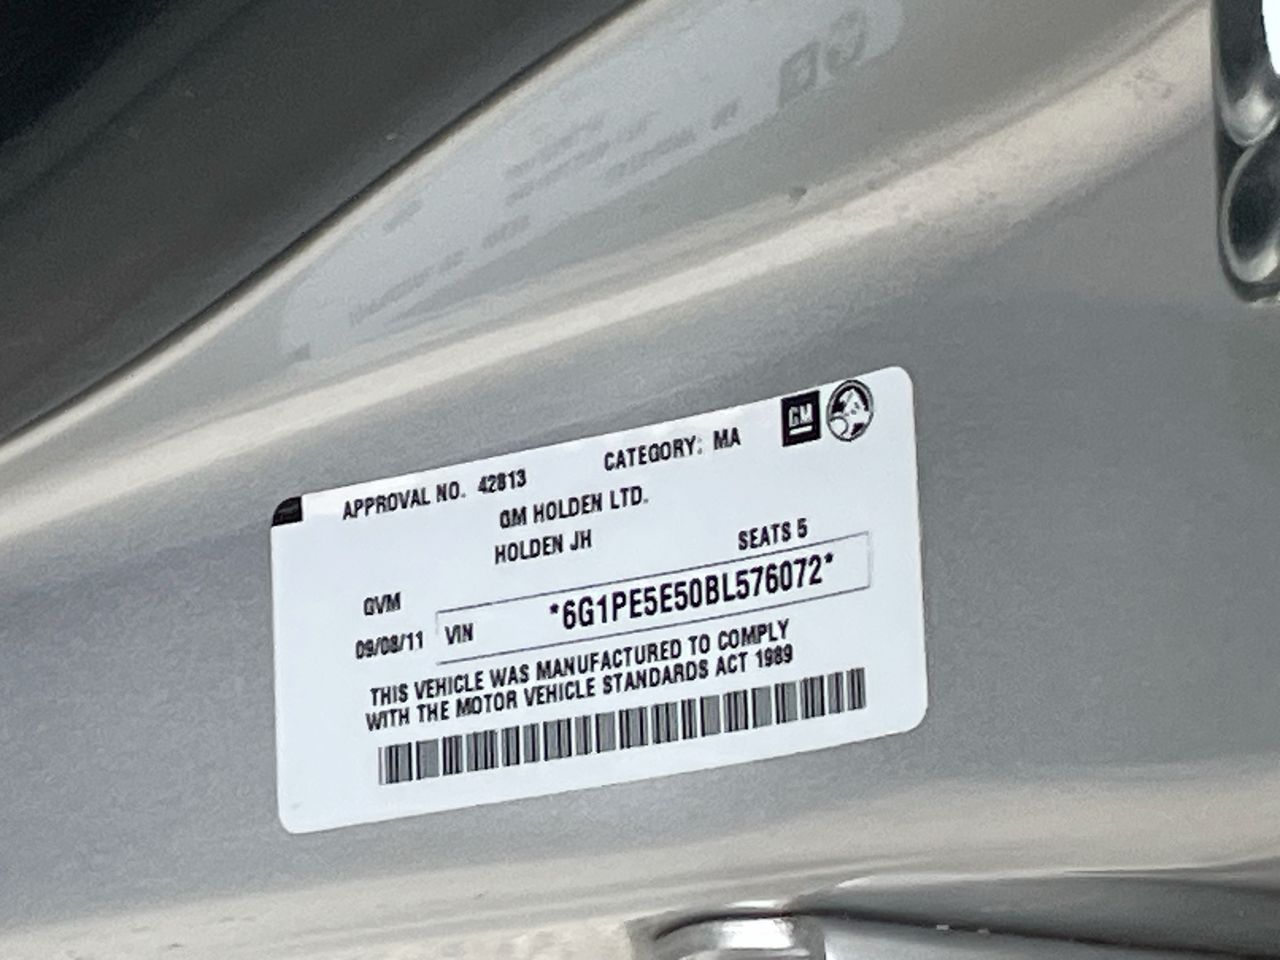 GM
APPROVAL NO. 42813 CATEGORY: MA
GM HOLDEN LTD.
HOLDEN JH SEATS 5
GVM
09/08/11 VIN *6G1PE5E50BL576072*
THIS VEHICLE WAS MANUFACTURED TO COMPLY
WITH THE MOTOR VEHICLE STANDARDS ACT 1989